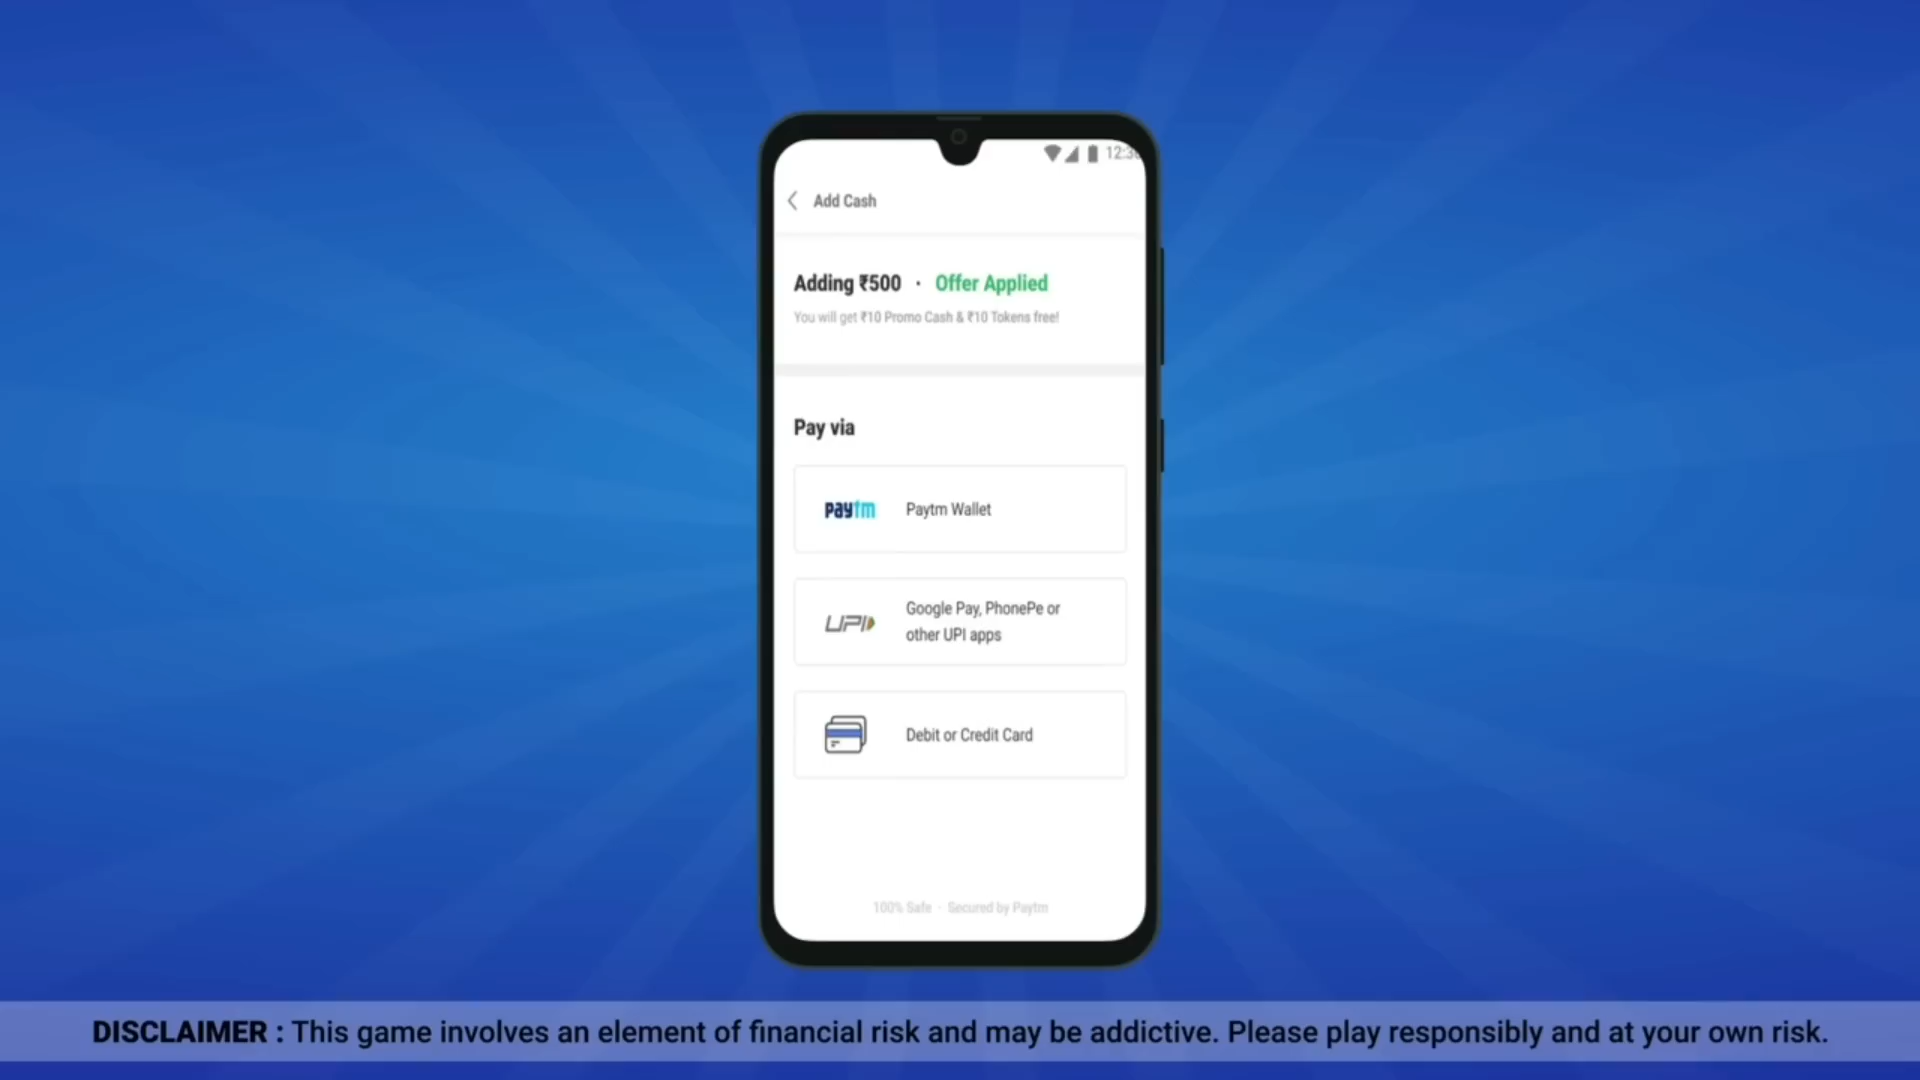 12:3
Add Cash
Adding ₹500 · Offer Applied
You will get ₹10 Promo Cash & ₹10 Tokens free!
Pay via
paytm Paytm Wallet
UPI Google Pay, PhonePe or
other UPI apps
Debit or Credit Card
100% Safe · Secured by Paytm
DISCLAIMER : This game involves an element of financial risk and may be addictive. Please play responsibly and at your own risk.